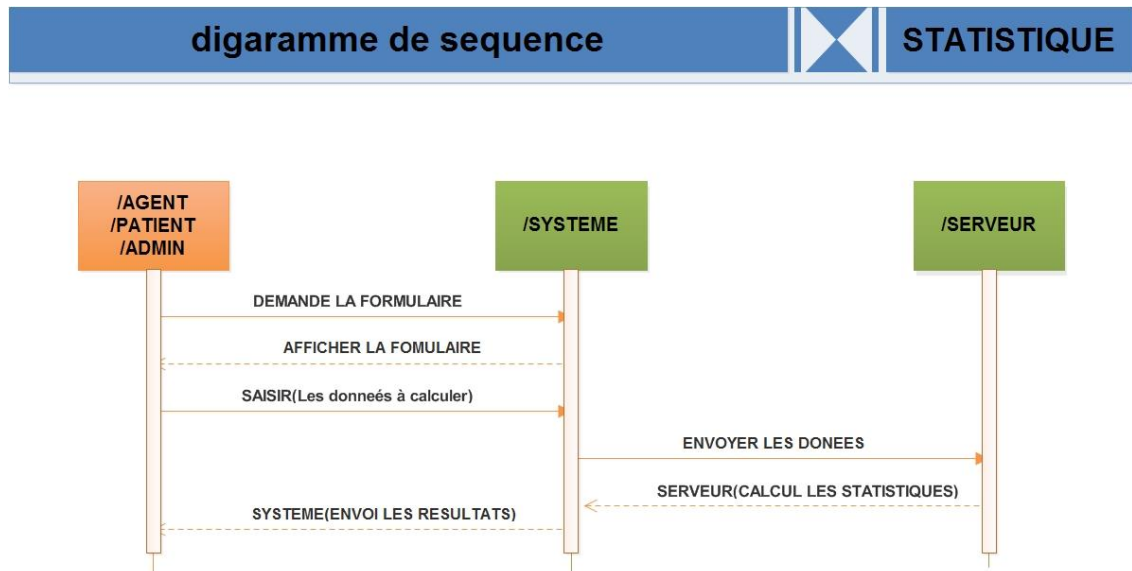 digaramme de sequence
STATISTIQUE
/AGENT
/PATIENT
/ADMIN
/SYSTEME
/SERVEUR
DEMANDE LA FORMULAIRE
AFFICHER LA FOMULAIRE
SAISIR(Les donneés à calculer)
ENVOYER LES DONEES
SERVEUR(CALCUL LES STATISTIQUES)
SYSTEME(ENVOI LES RESULTATS)